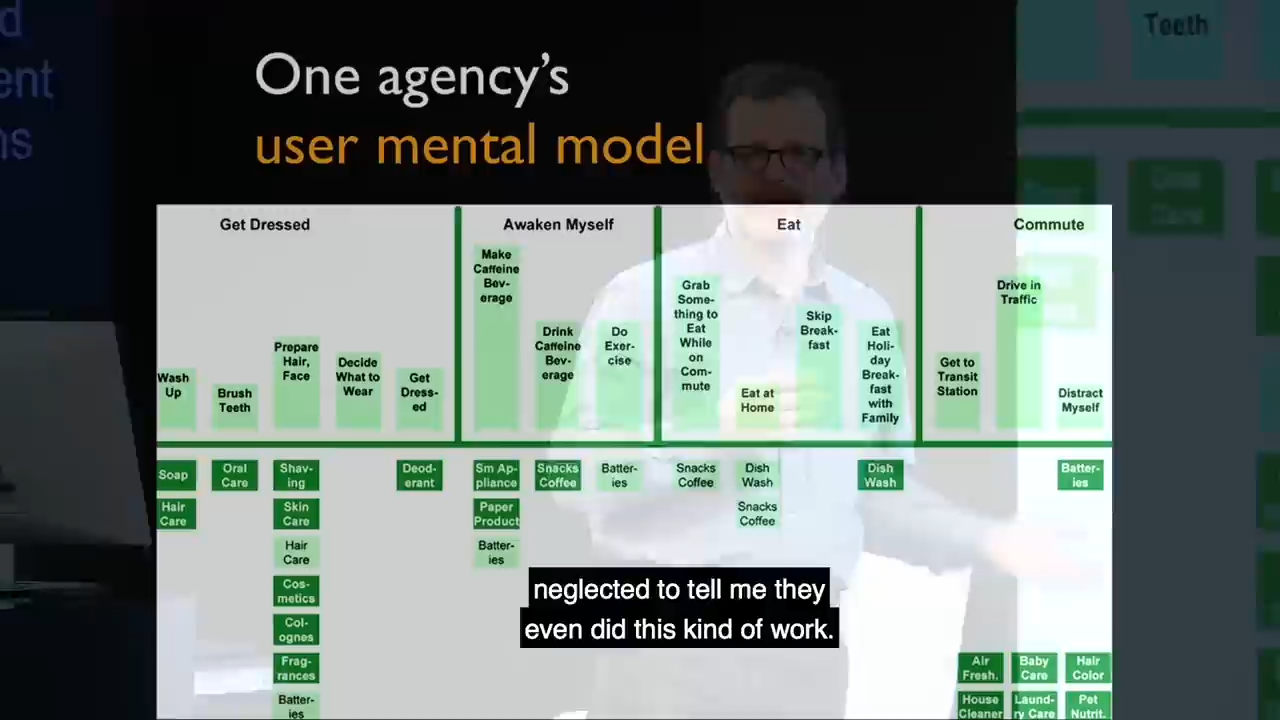 d
ent
ns
One agency's
user mental model
Teeth
Get Dressed
Awaken Myself
Eat
Commute
Wash
Up
Brush
Teeth
Prepare
Hair,
Face
Decide
What to
Wear
Get
Dress-
ed
Make
Caffeine
Bev-
erage
Drink
Caffeine
Bev-
erage
Do
Exer-
cise
Grab
Some-
thing to
Eat
While
on
Com-
mute
Eat at
Home
Skip
Break-
fast
Eat
Holi-
day
Break-
fast
with
Family
Get to
Transit
Station
Drive in
Traffic
Distract
Myself
Soap
Hair
Care
Oral
Care
Shav-
ing
Skin
Care
Hair
Care
Cos-
metics
Col-
ognes
Frag-
rances
Batter-
ies
Deod-
erant
Sm Ap-
pliance
Paper
Product
Batter-
ies
Snacks
Coffee
Batter-
ies
Snacks
Coffee
Dish
Wash
Snacks
Coffee
Dish
Wash
Batter-
ies
Oral
Care
Air
Fresh.
Baby
Care
Hair
Color
House
Cleaner
Laund-
ry Care
Pet
Nutrit.
neglected to tell me they
even did this kind of work.